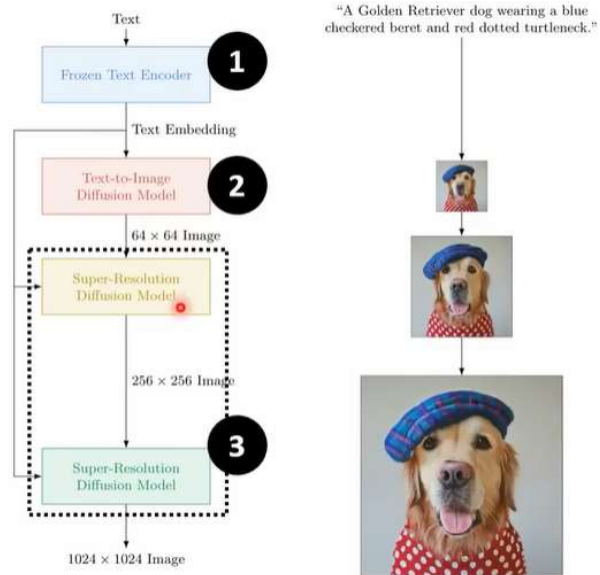 Text
1
Frozen Text Encoder
Text Embedding
2
Text-to-Image
Diffusion Model
64 × 64 Image
Super-Resolution
Diffusion Model
256 × 256 Image
3
Super-Resolution
Diffusion Model
1024 × 1024 Image
“A Golden Retriever dog wearing a blue
checkered beret and red dotted turtleneck.”